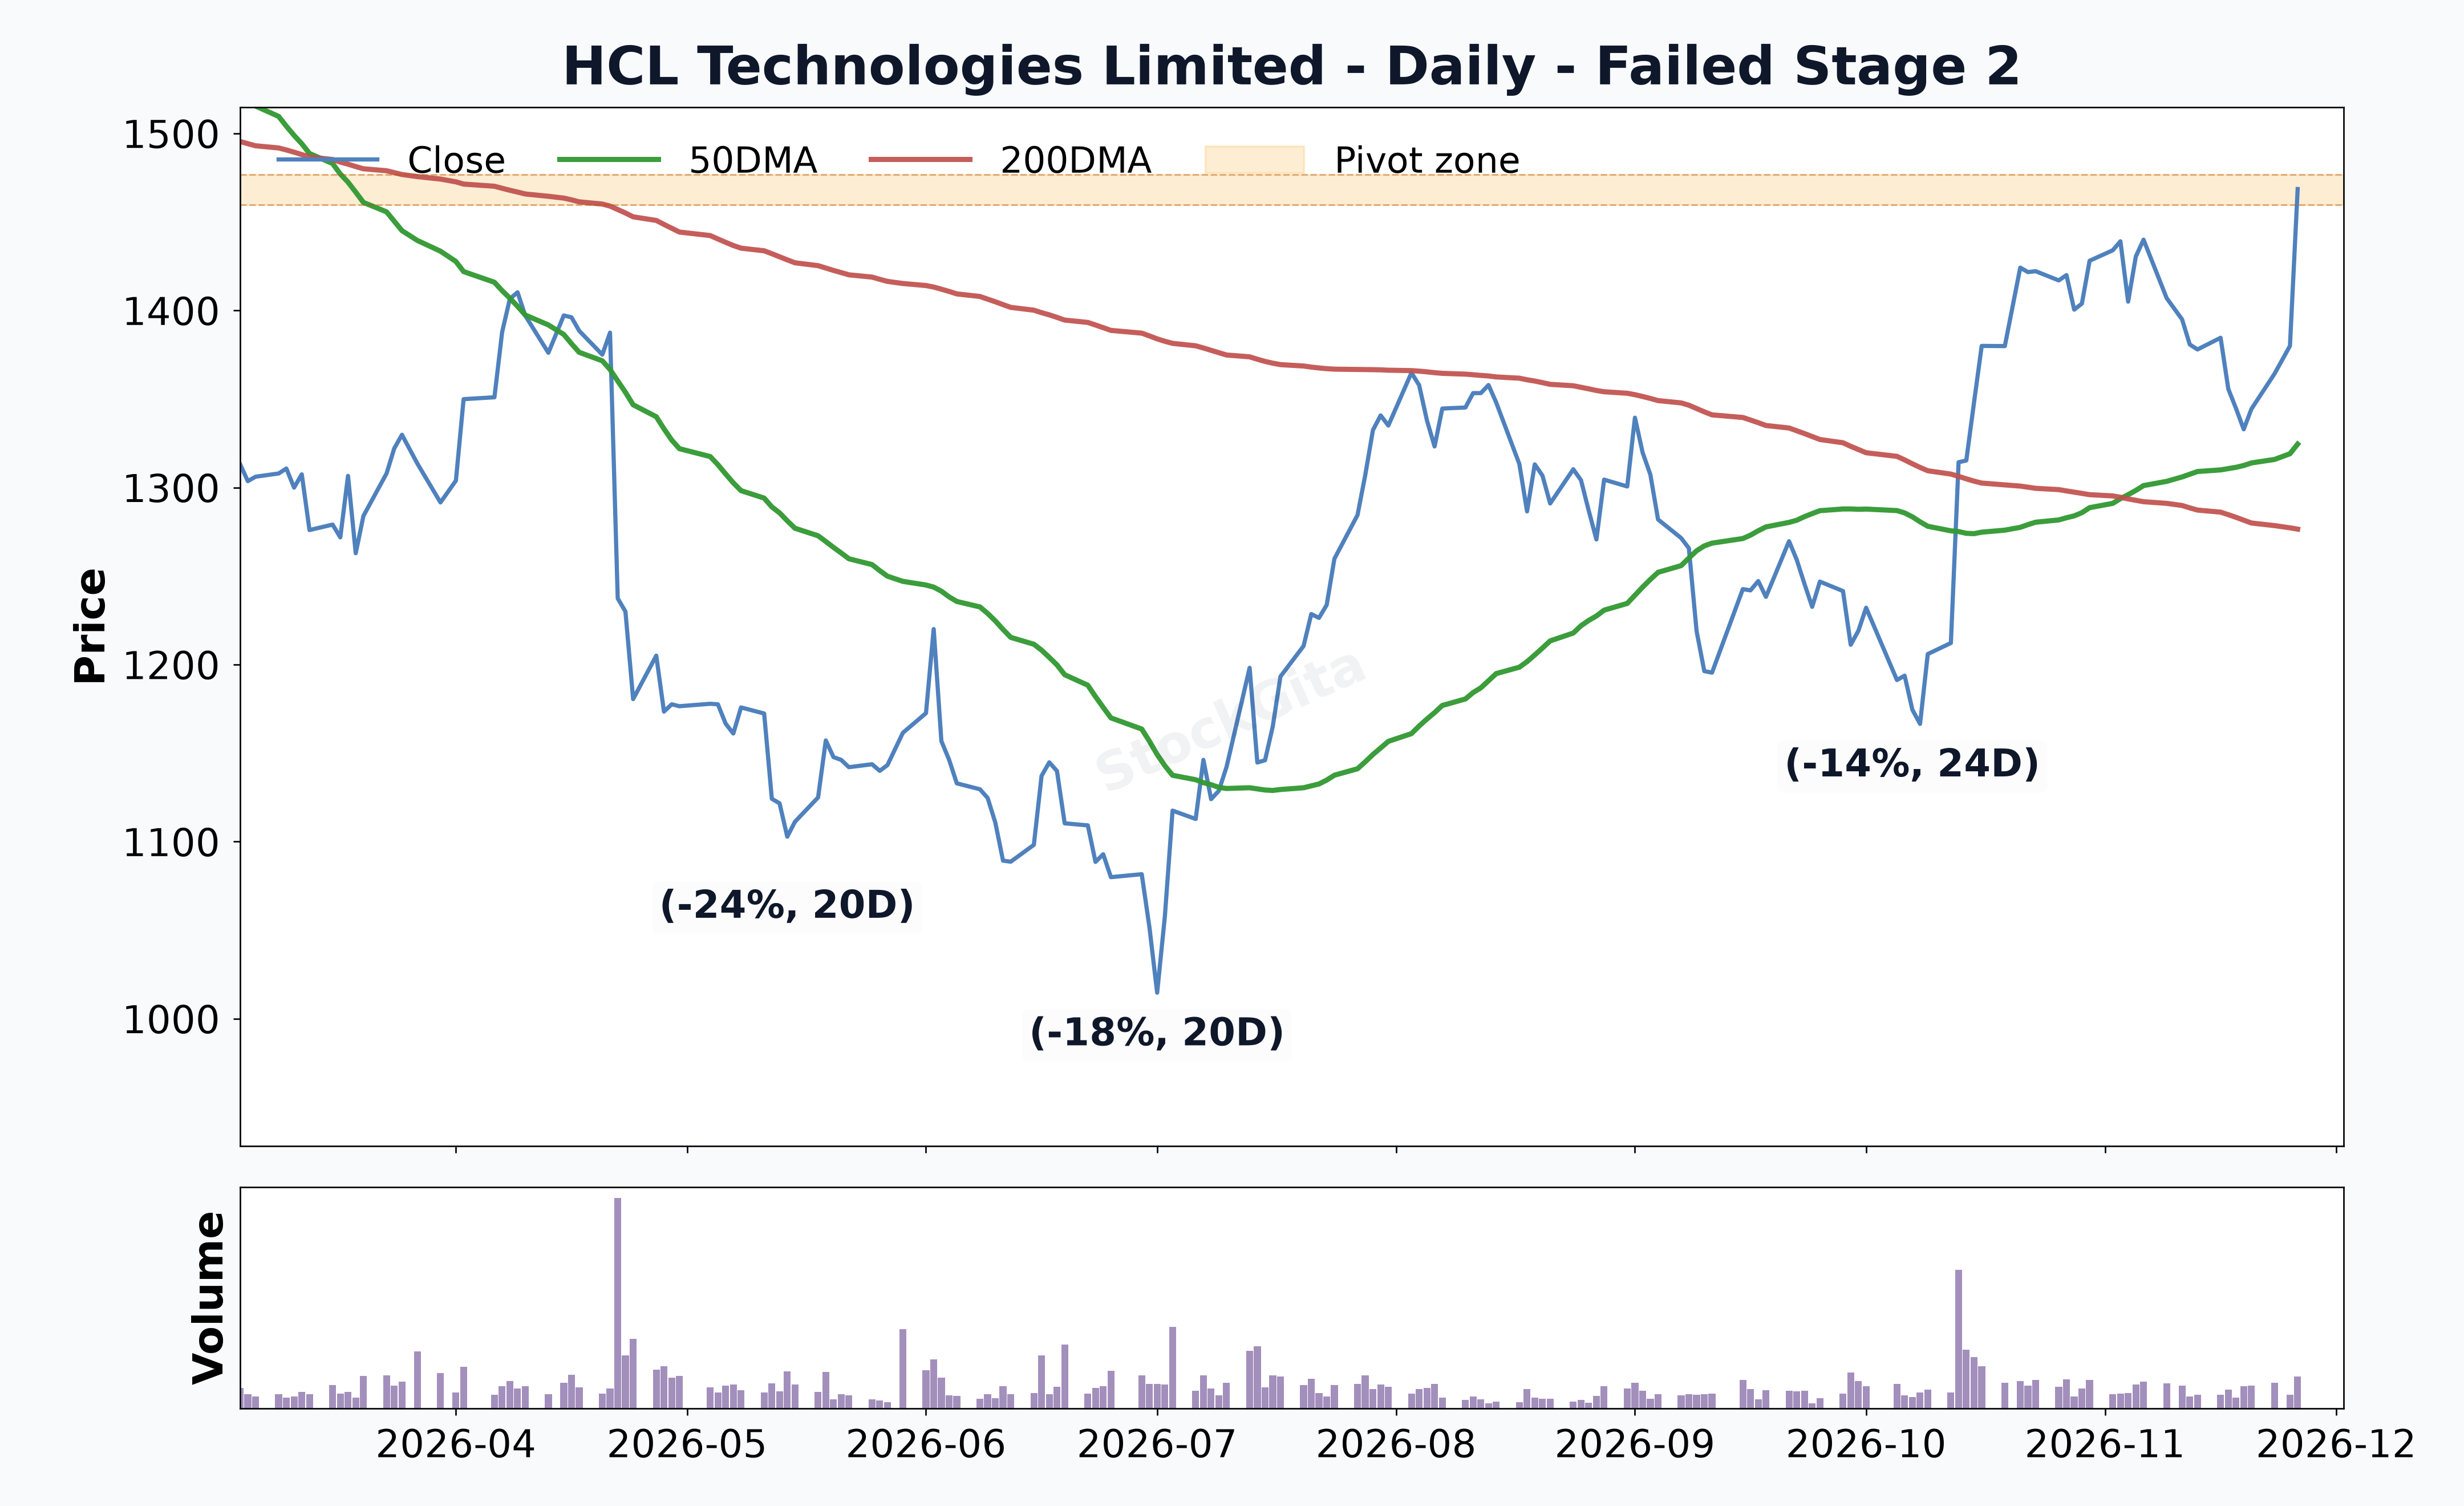 HCL Technologies Limited - Daily - Failed Stage 2
Close 50DMA 200DMA Pivot zone
1500
1400
1300
1200
1100
1000
Price
StockGita
(-14%, 24D)
(-24%, 20D)
(-18%, 20D)
Volume
2026-04 2026-05 2026-06 2026-07 2026-08 2026-09 2026-10 2026-11 2026-12